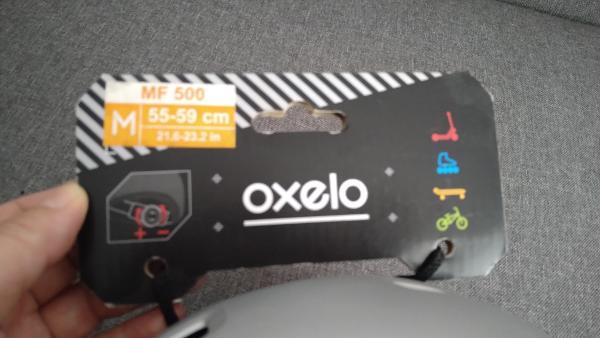 MF 500
M
55-59 cm
21.6-23.2 in
oxelo
+ -